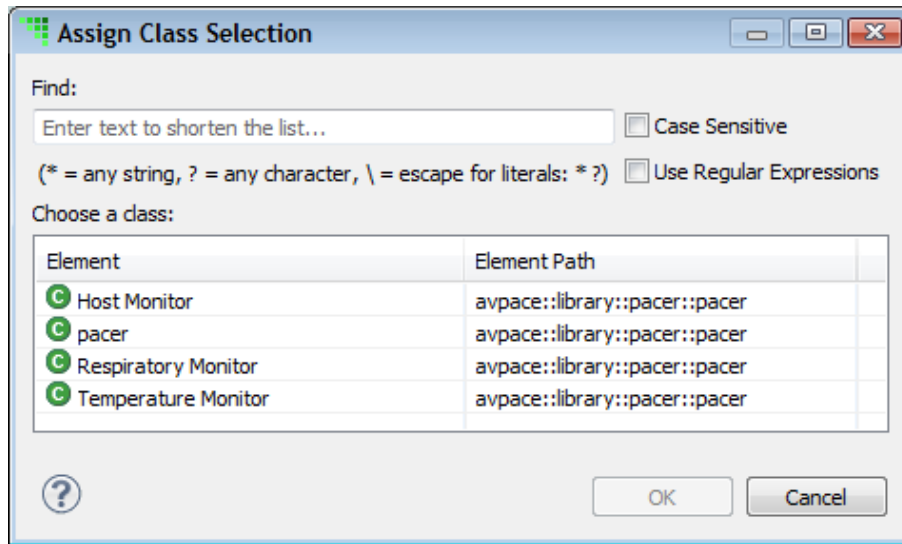 Assign Class Selection
Find:
Enter text to shorten the list...
Case Sensitive
(* = any string, ? = any character, \ = escape for literals: * ?)
Use Regular Expressions
Choose a class:
Element Element Path
Host Monitor avpace::library::pacer::pacer
pacer avpace::library::pacer::pacer
Respiratory Monitor avpace::library::pacer::pacer
Temperature Monitor avpace::library::pacer::pacer
OK Cancel